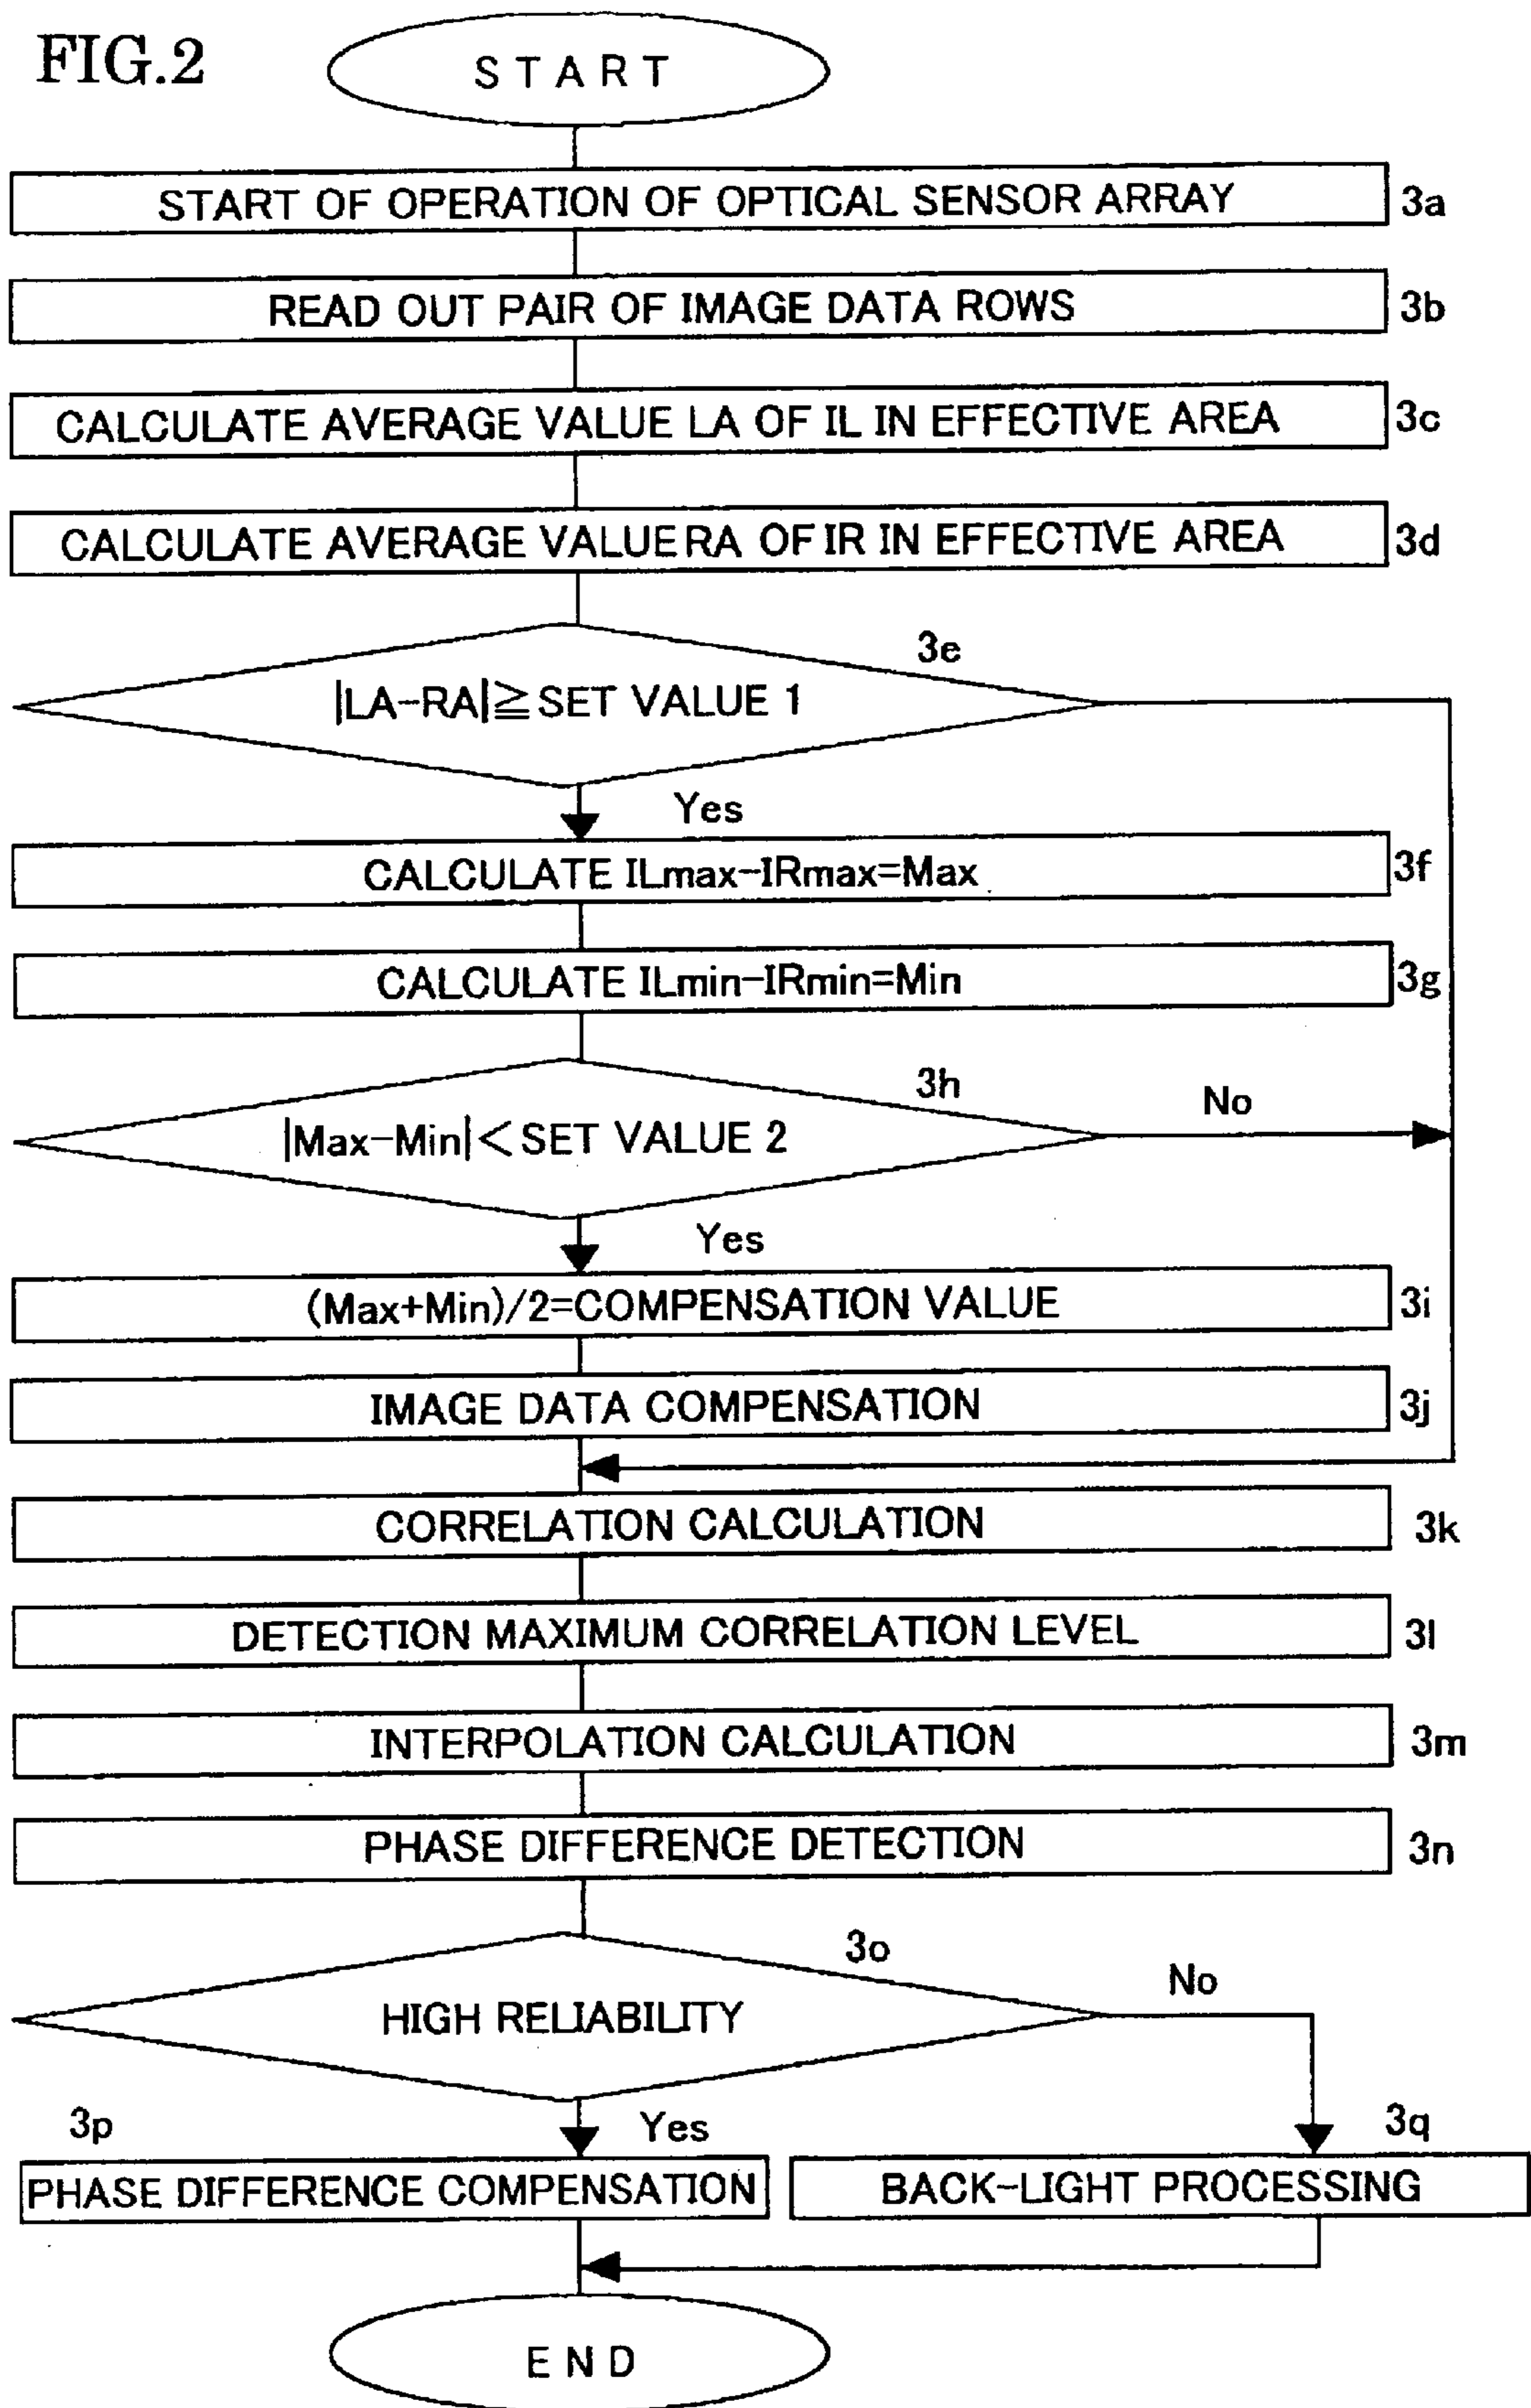 FIG.2
START
START OF OPERATION OF OPTICAL SENSOR ARRAY 3a
READ OUT PAIR OF IMAGE DATA ROWS 3b
CALCULATE AVERAGE VALUE LA OF IL IN EFFECTIVE AREA 3c
CALCULATE AVERAGE VALUE RA OF IR IN EFFECTIVE AREA 3d
3e
|LA-RA|≧SET VALUE 1
Yes
CALCULATE ILmax-IRmax=Max 3f
CALCULATE ILmin-IRmin=Min 3g
3h
No
|Max-Min|<SET VALUE 2
Yes
(Max+Min)/2=COMPENSATION VALUE 3i
IMAGE DATA COMPENSATION 3j
CORRELATION CALCULATION 3k
DETECTION MAXIMUM CORRELATION LEVEL 3l
INTERPOLATION CALCULATION 3m
PHASE DIFFERENCE DETECTION 3n
3o
No
HIGH RELIABILITY
3p
Yes
3q
PHASE DIFFERENCE COMPENSATION
BACK-LIGHT PROCESSING
END